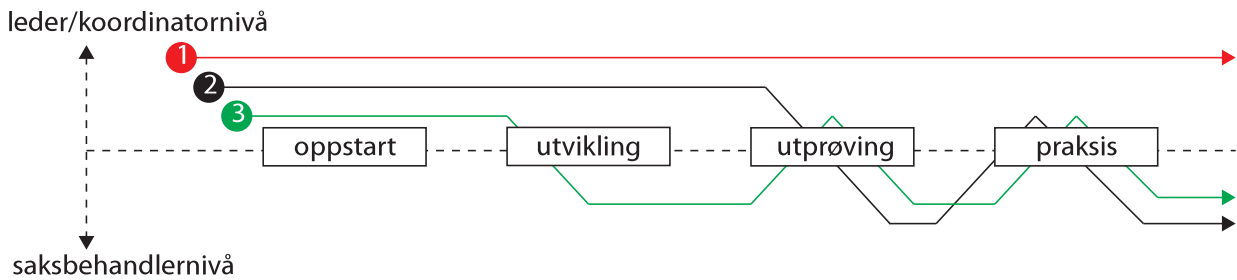 leder/koordinatornivå
1
2
3
oppstart
utvikling
utprøving
praksis
saksbehandlernivå